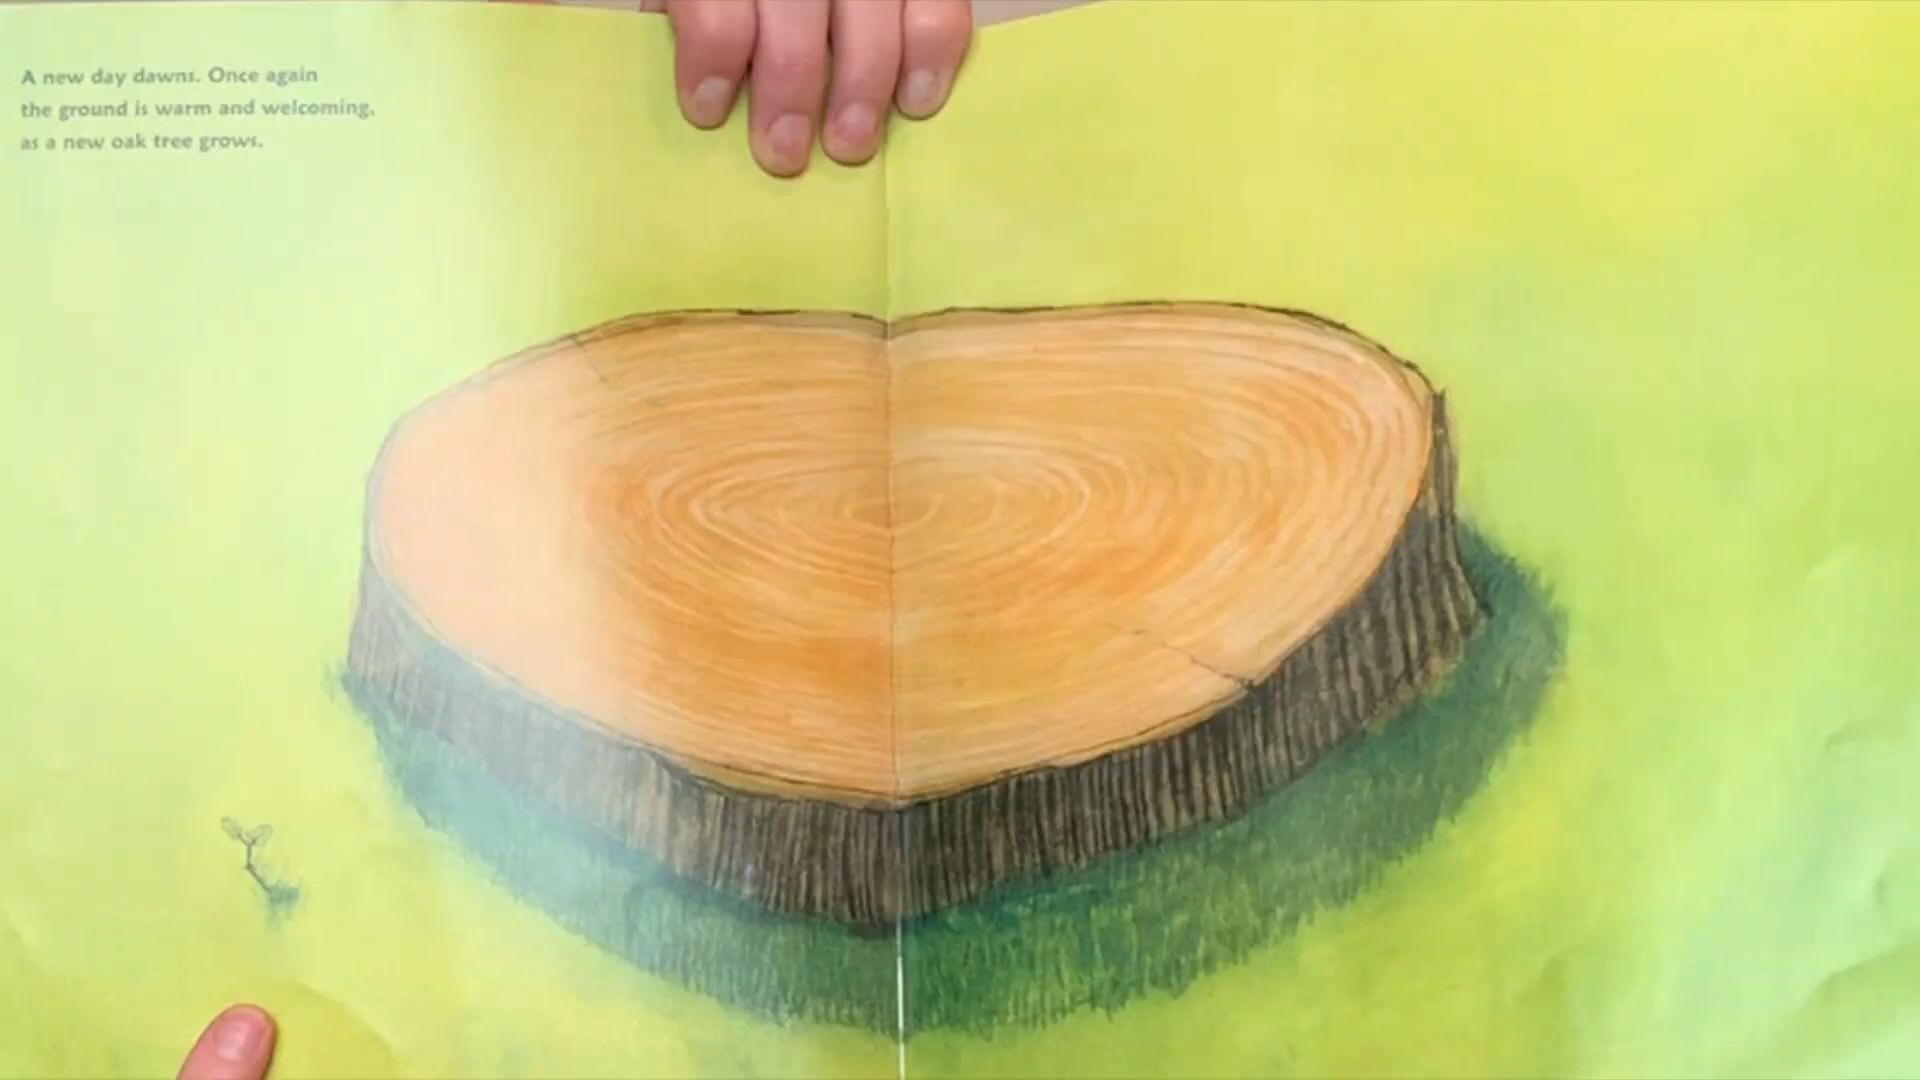 A new day dawns. Once again
the ground is warm and welcoming,
as a new oak tree grows.